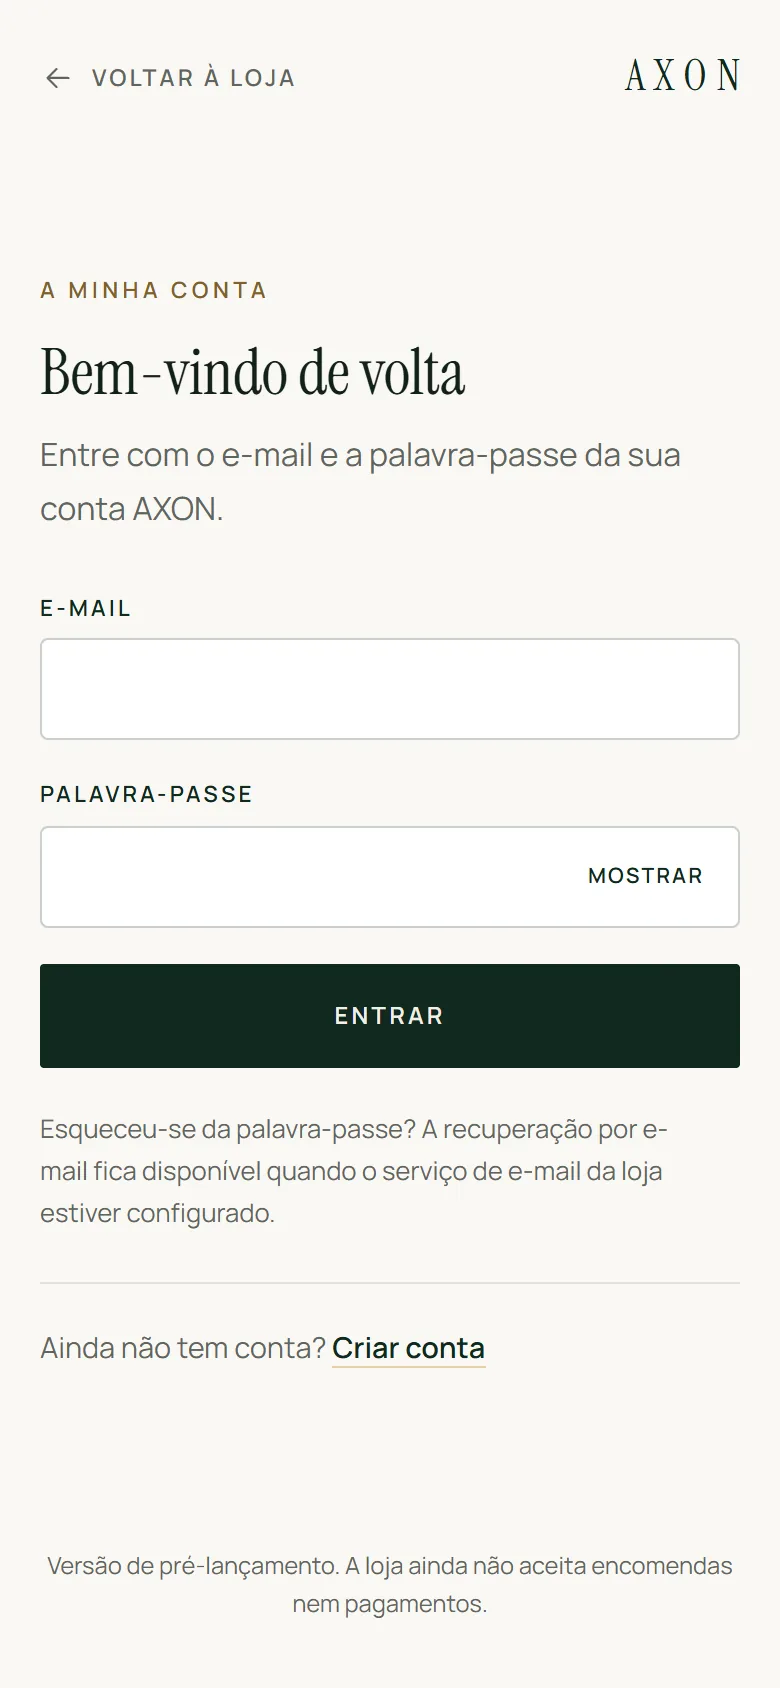 ← VOLTAR À LOJA
AXON
A MINHA CONTA
Bem-vindo de volta
Entre com o e-mail e a palavra-passe da sua
conta AXON.
E-MAIL
PALAVRA-PASSE
MOSTRAR
ENTRAR
Esqueceu-se da palavra-passe? A recuperação por e-
mail fica disponível quando o serviço de e-mail da loja
estiver configurado.
Ainda não tem conta? Criar conta
Versão de pré-lançamento. A loja ainda não aceita encomendas
nem pagamentos.